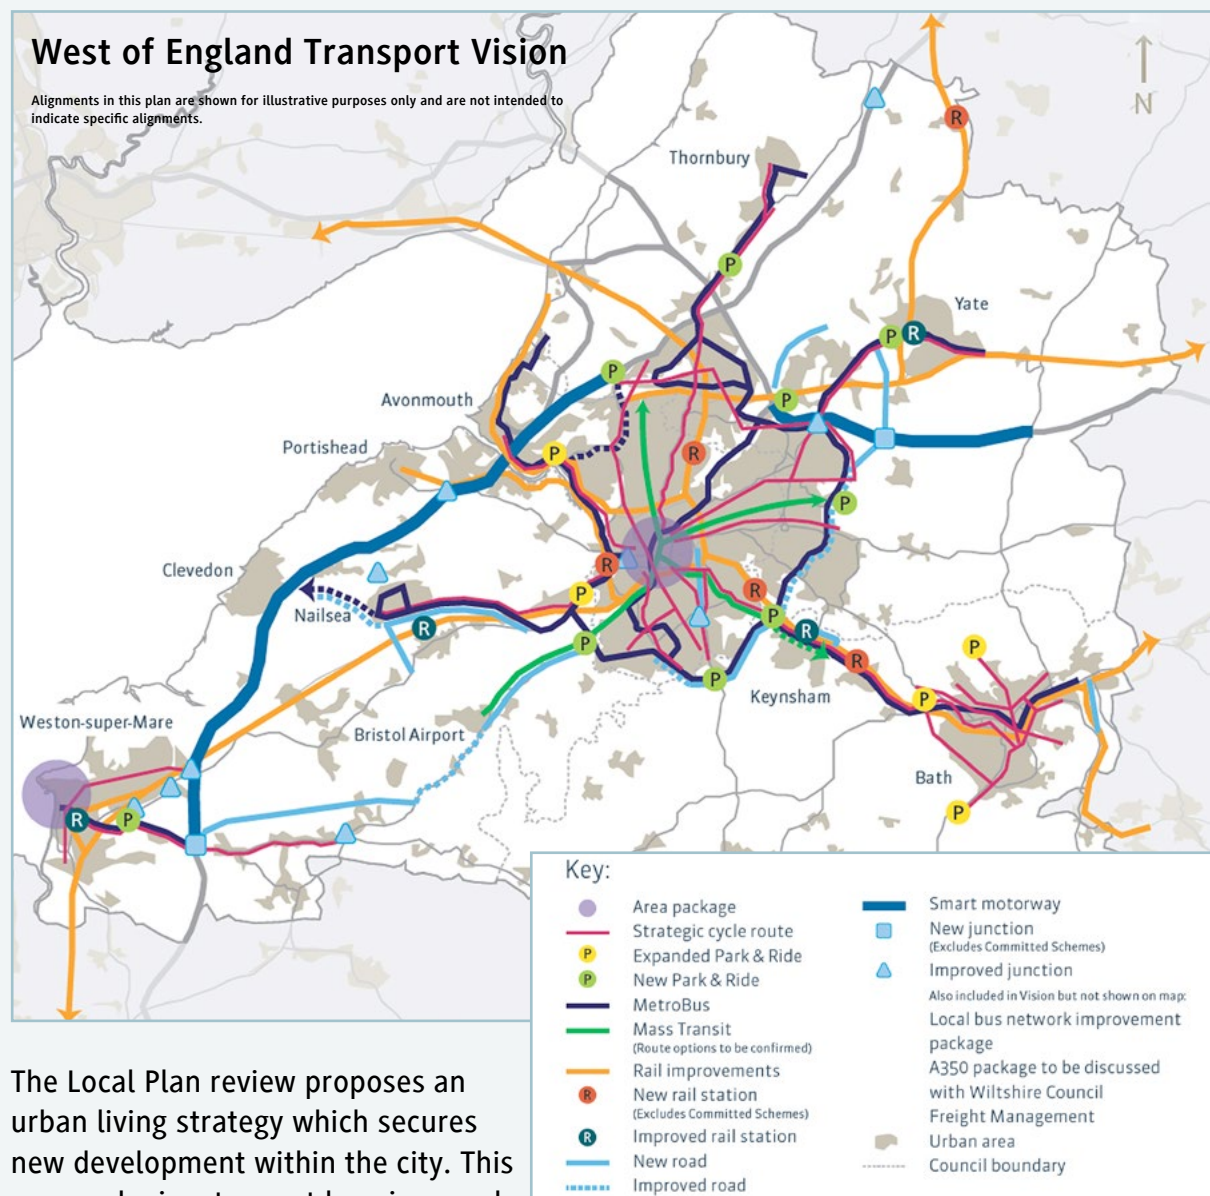 West of England Transport Vision
Alignments in this plan are shown for illustrative purposes only and are not intended to
indicate specific alignments.
N
R
Thornbury
P
Yate
P
R
P
Avonmouth
P
Portishead
P
R
P
Clevedon
R
P
R
Nailsea
R
P
P
R
P
R
P
Keynsham
P
P
Weston-super-Mare
Bristol Airport
Bath
R
P
P
Key:
Area package
Strategic cycle route
P Expanded Park & Ride
P New Park & Ride
MetroBus
Mass Transit
(Route options to be confirmed)
Rail improvements
R New rail station
(Excludes Committed Schemes)
R Improved rail station
New road
Improved road
Smart motorway
New junction
(Excludes Committed Schemes)
Improved junction
Also included in Vision but not shown on map:
Local bus network improvement
package
A350 package to be discussed
with Wiltshire Council
Freight Management
Urban area
Council boundary
The Local Plan review proposes an
urban living strategy which secures
new development within the city. This